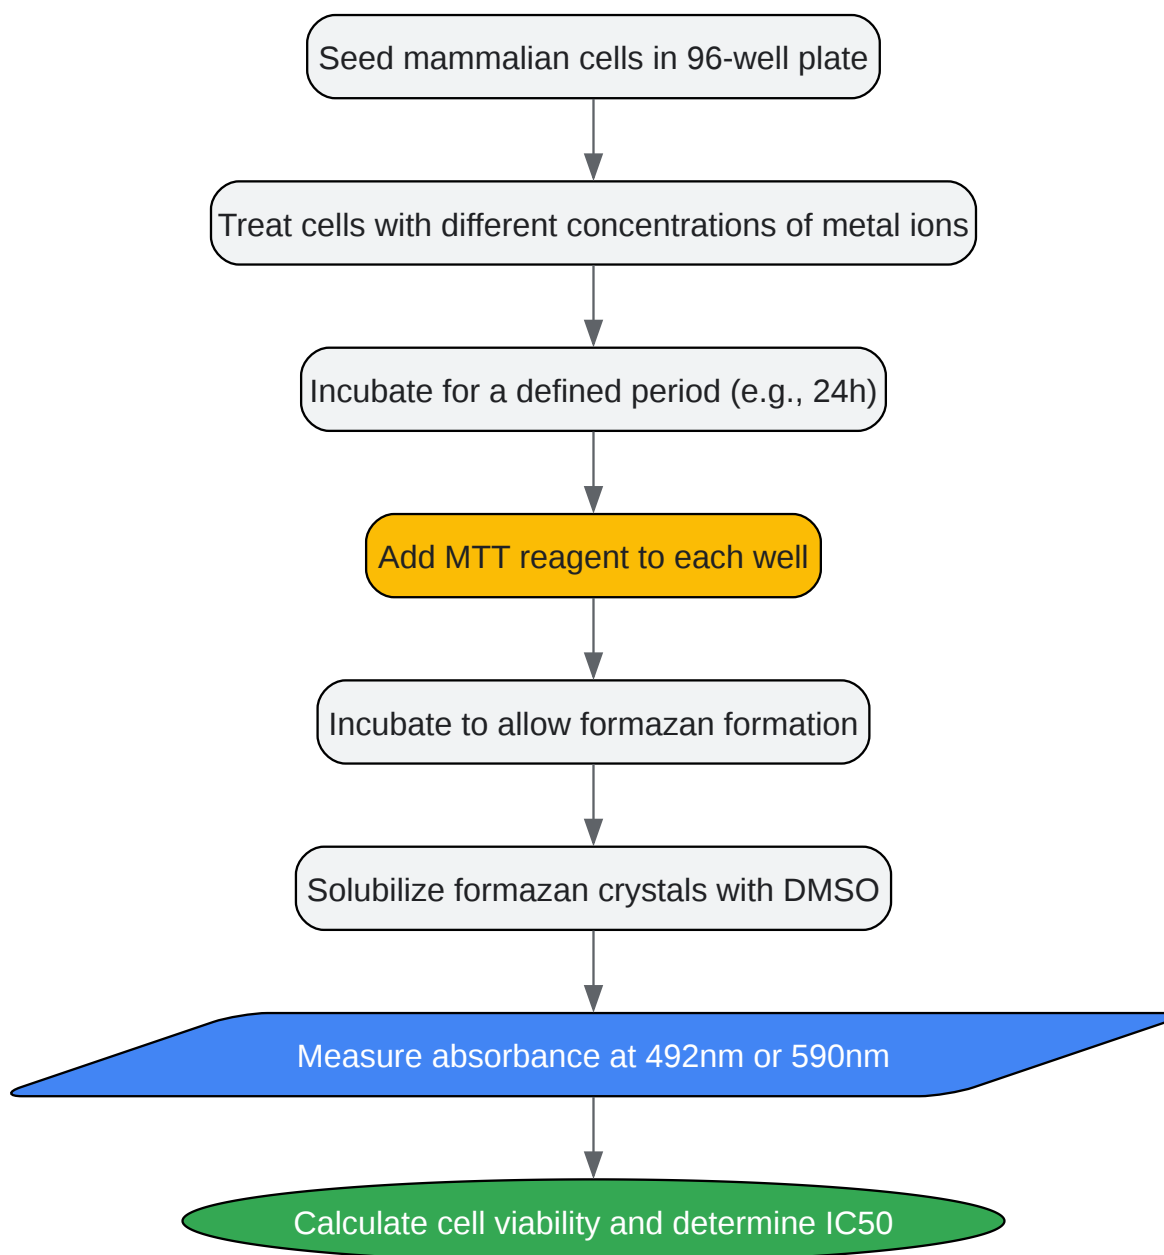 Seed mammalian cells in 96-well plate
Treat cells with different concentrations of metal ions
Incubate for a defined period (e.g., 24h)
Add MTT reagent to each well
Incubate to allow formazan formation
Solubilize formazan crystals with DMSO
Measure absorbance at 492nm or 590nm
Calculate cell viability and determine IC50